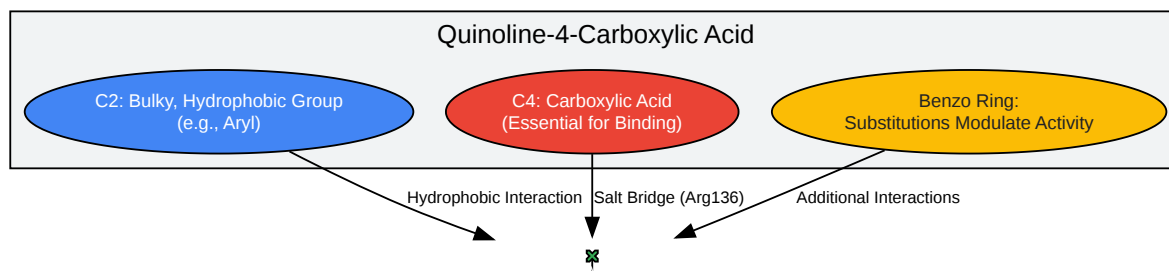 Quinoline-4-Carboxylic Acid
C2: Bulky, Hydrophobic Group
(e.g., Aryl)
C4: Carboxylic Acid
(Essential for Binding)
Benzo Ring:
Substitutions Modulate Activity
Hydrophobic Interaction
Salt Bridge (Arg136)
Additional Interactions